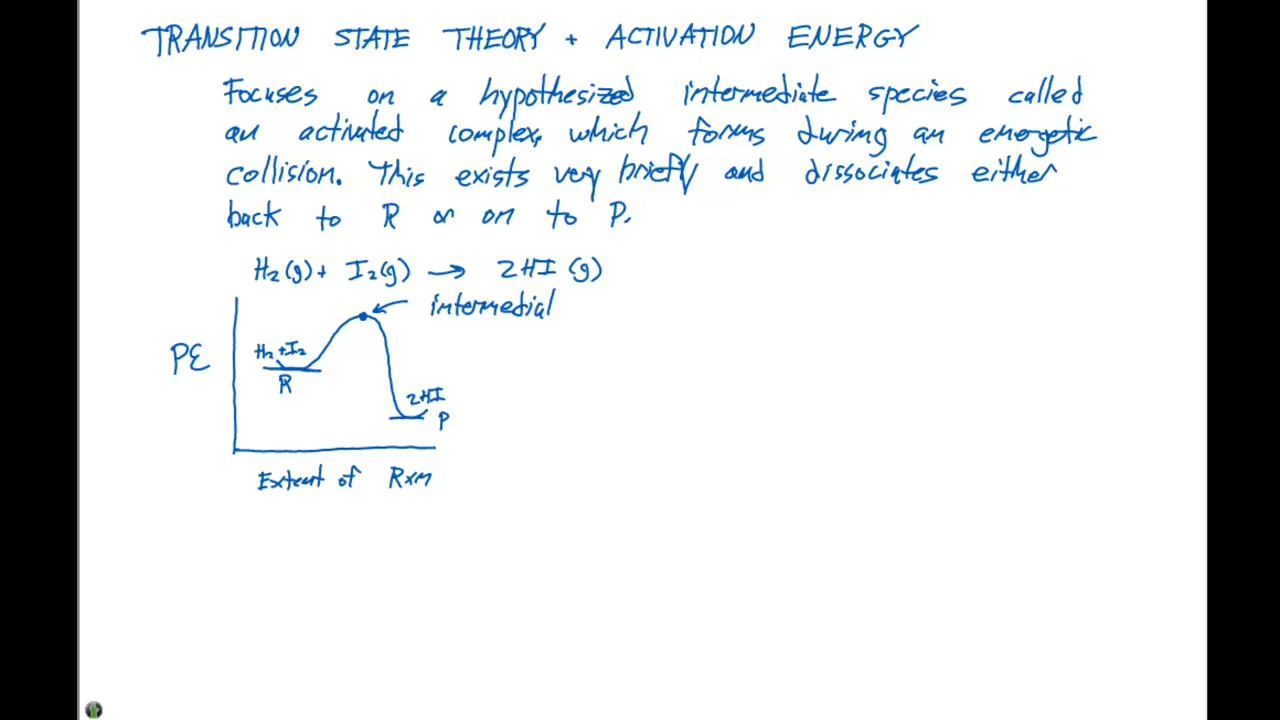 TRANSITION STATE THEORY + ACTIVATION ENERGY
Focuses on a hypothesized intermediate species called
an activated complex, which forms during an energetic
collision. This exists very briefly and dissociates either
back to R or on to P.
H₂(g) + I₂(g) → 2HI (g)
intermedial
PE
H₂ + I₂
R
2HI
P
Extent of Rxn